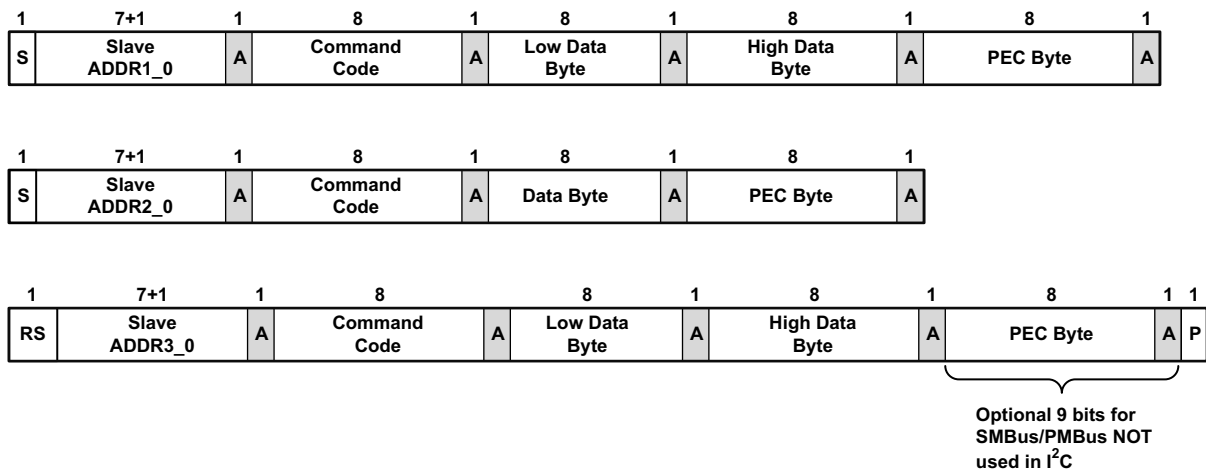 1 7+1 1 8 1 8 1 8 1 8 1
S Slave ADDR1_0 A Command Code A Low Data Byte A High Data Byte A PEC Byte A
1 7+1 1 8 1 8 1 8 1
S Slave ADDR2_0 A Command Code A Data Byte A PEC Byte A
1 7+1 1 8 8 1 8 1 8 1 1
RS Slave ADDR3_0 A Command Code A Low Data Byte A High Data Byte A PEC Byte A P
Optional 9 bits for
SMBus/PMBus NOT
used in I²C